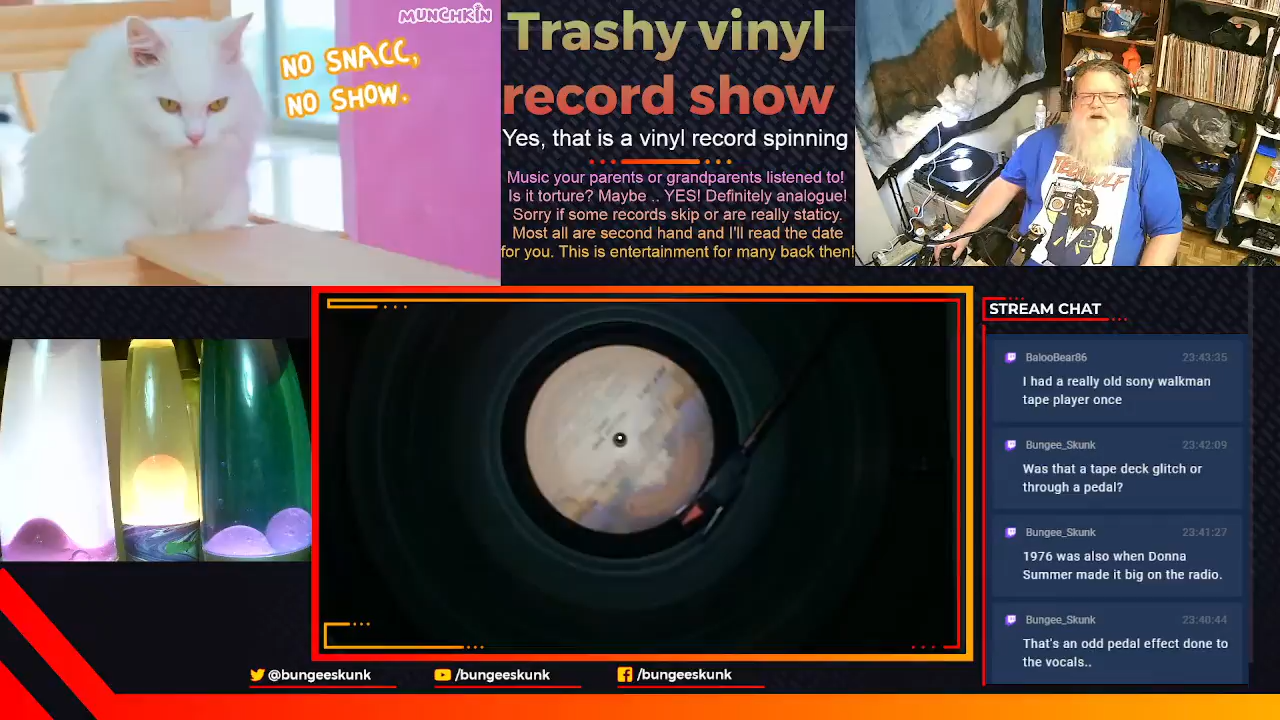 MUNCHKIN
NO SNACC,
NO SHOW.
Trashy vinyl
record show
Yes, that is a vinyl record spinning
Music your parents or grandparents listened to!
Is it torture? Maybe .. YES! Definitely analogue!
Sorry if some records skip or are really staticy.
Most all are second hand and I'll read the date
for you. This is entertainment for many back then!
TEEN WOLF
STREAM CHAT
BalooBear86 23:43:35
I had a really old sony walkman
tape player once
Bungee_Skunk 23:42:09
Was that a tape deck glitch or
through a pedal?
Bungee_Skunk 23:41:27
1976 was also when Donna
Summer made it big on the radio.
Bungee_Skunk 23:40:44
That's an odd pedal effect done to
the vocals..
@bungeeskunk
/bungeeskunk
/bungeeskunk